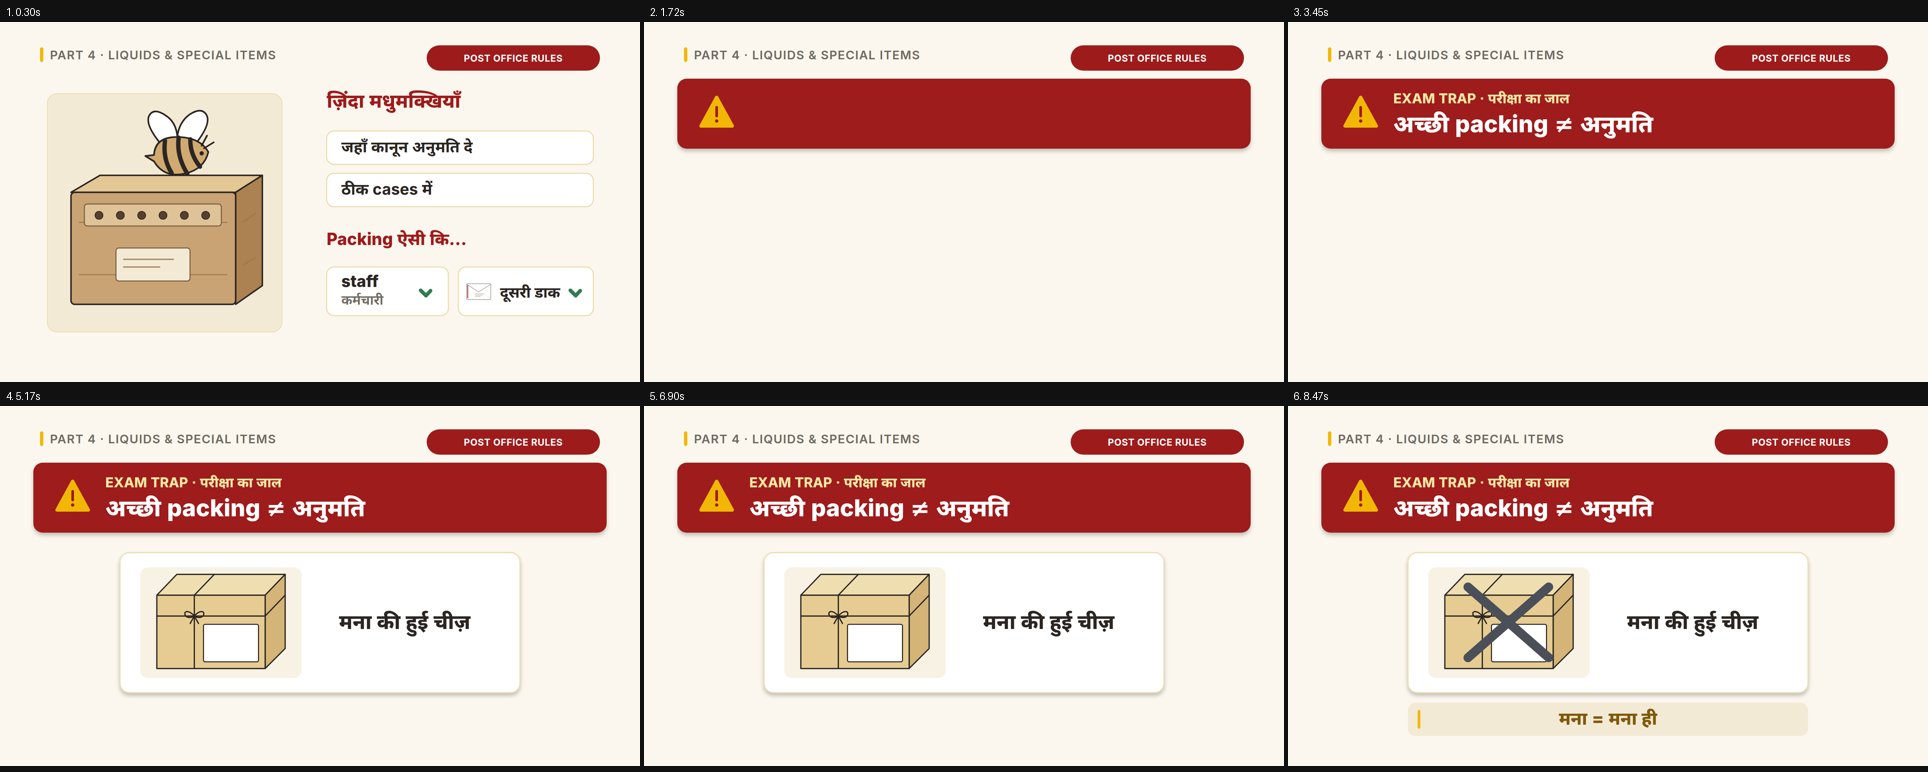 1. 0.30s
PART 4 · LIQUIDS & SPECIAL ITEMS
POST OFFICE RULES
ज़िंदा मधुमक्खियाँ
जहाँ कानून अनुमति दे
ठीक cases में
Packing ऐसी कि...
staff
कर्मचारी
दूसरी डाक
2. 1.72s
PART 4 · LIQUIDS & SPECIAL ITEMS
POST OFFICE RULES
3. 3.45s
PART 4 · LIQUIDS & SPECIAL ITEMS
POST OFFICE RULES
EXAM TRAP · परीक्षा का जाल
अच्छी packing ≠ अनुमति
4. 5.17s
PART 4 · LIQUIDS & SPECIAL ITEMS
POST OFFICE RULES
EXAM TRAP · परीक्षा का जाल
अच्छी packing ≠ अनुमति
मना की हुई चीज़
5. 6.90s
PART 4 · LIQUIDS & SPECIAL ITEMS
POST OFFICE RULES
EXAM TRAP · परीक्षा का जाल
अच्छी packing ≠ अनुमति
मना की हुई चीज़
6. 8.47s
PART 4 · LIQUIDS & SPECIAL ITEMS
POST OFFICE RULES
EXAM TRAP · परीक्षा का जाल
अच्छी packing ≠ अनुमति
मना की हुई चीज़
मना = मना ही